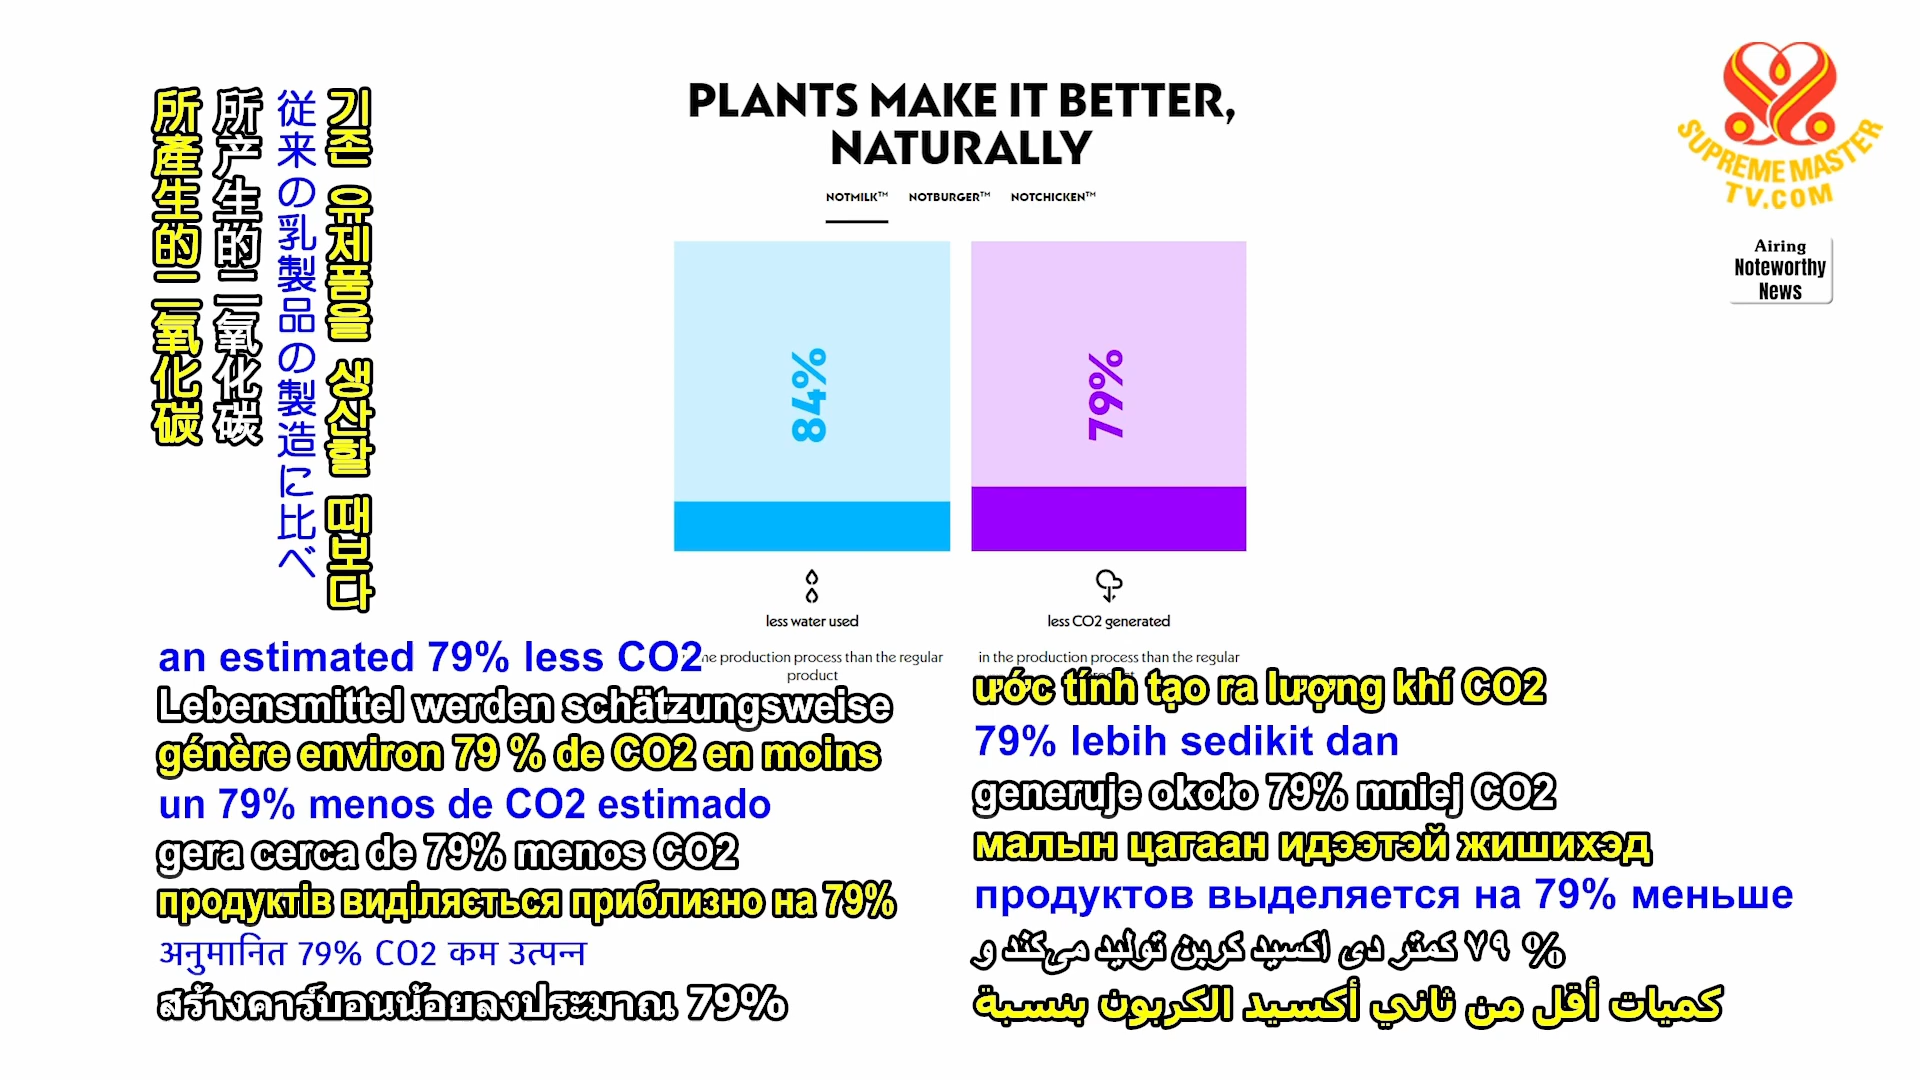 PLANTS MAKE IT BETTER,
NATURALLY
NOTMILK™ NOTBURGER™ NOTCHICKEN™
84%
79%
less water used
less CO2 generated
production process than the regular
product
in the production process than the regular
SUPREME MASTER
TV.COM
Airing
Noteworthy
News
所產生的二氧化碳
所产生的二氧化碳
従来の乳製品の製造に比べ
기존 유제품을 생산할 때보다
an estimated 79% less CO2
Lebensmittel werden schätzungsweise
génère environ 79 % de CO2 en moins
un 79% menos de CO2 estimado
gera cerca de 79% menos CO2
продуктів виділяється приблизно на 79%
अनुमानित 79% CO2 कम उत्पन्न
สร้างคาร์บอนน้อยลงประมาณ 79%
ước tính tạo ra lượng khí CO2
79% lebih sedikit dan
generuje około 79% mniej CO2
малын цагаан идээтэй жишихэд
продуктов выделяется на 79% меньше
% ۷۹ کمتر دی اکسید کربن تولید می‌کند و
كميات أقل من ثاني أكسيد الكربون بنسبة